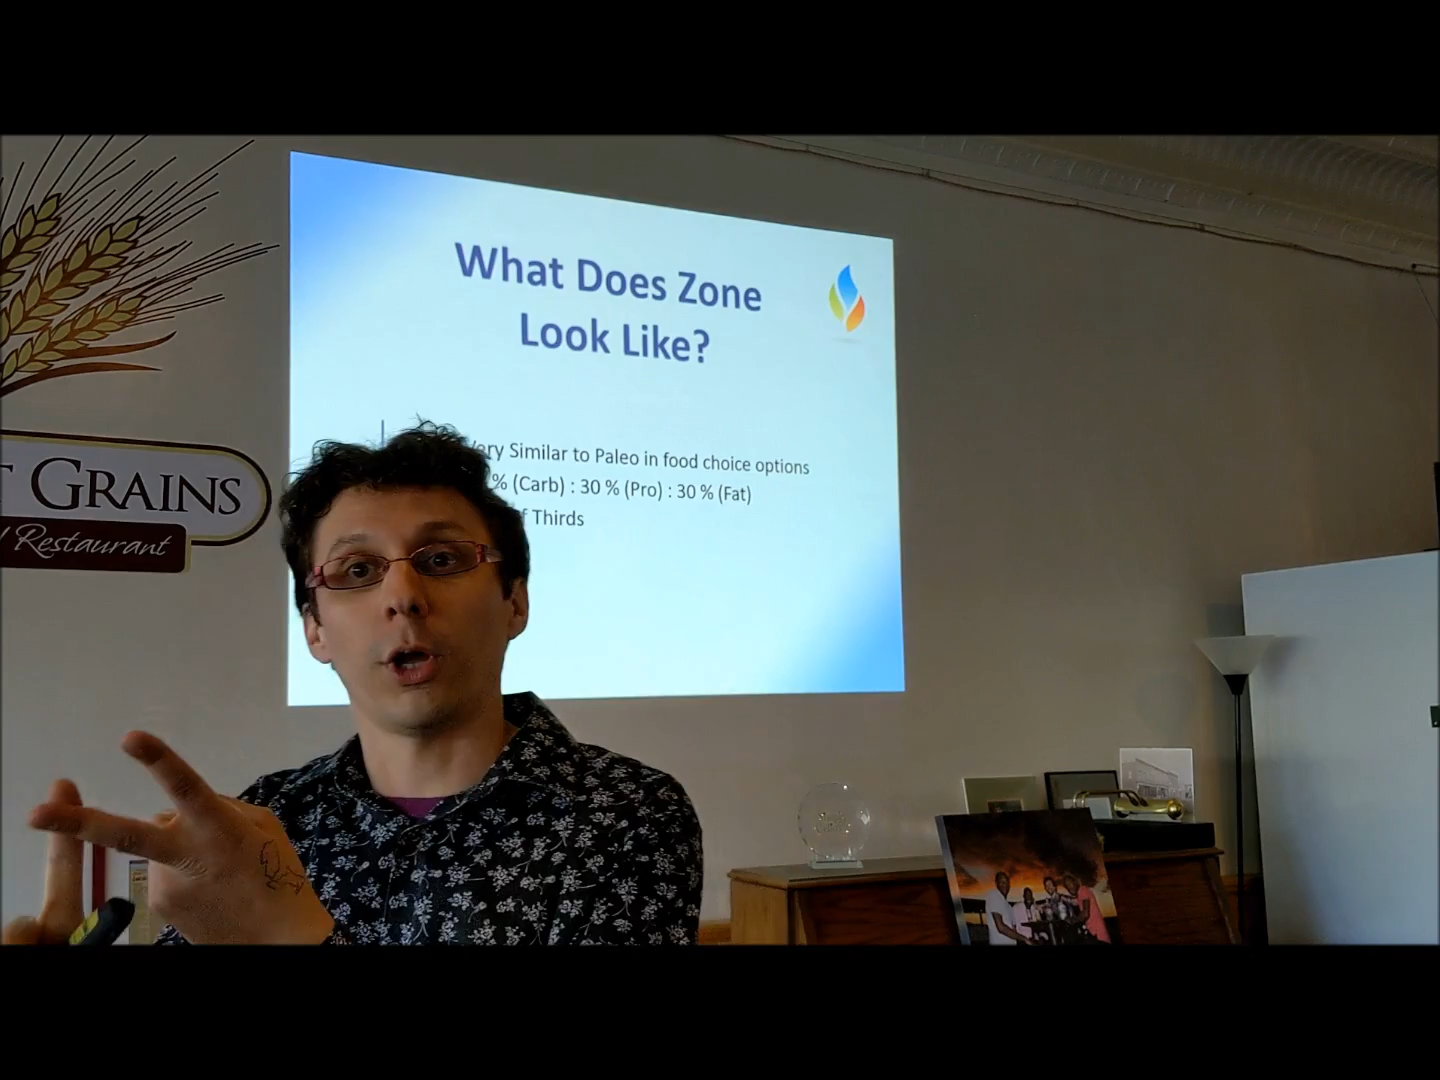 What Does Zone
Look Like?
Very Similar to Paleo in food choice options
% (Carb) : 30 % (Pro) : 30 % (Fat)
Thirds
GRAINS
Restaurant